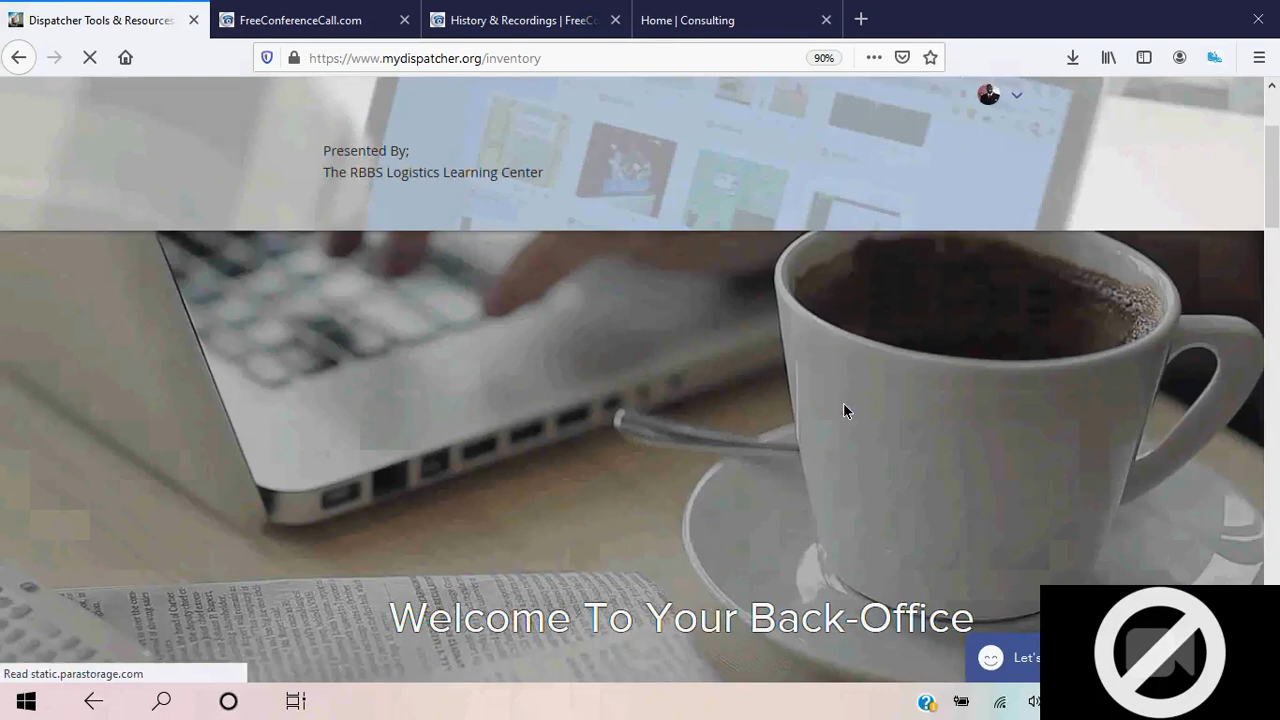 Dispatcher Tools & Resources
FreeConferenceCall.com
History & Recordings | FreeC
Home | Consulting
https://www.mydispatcher.org/inventory
90%
Presented By;
The RBBS Logistics Learning Center
Welcome To Your Back-Office
Let's
Read static.parastorage.com